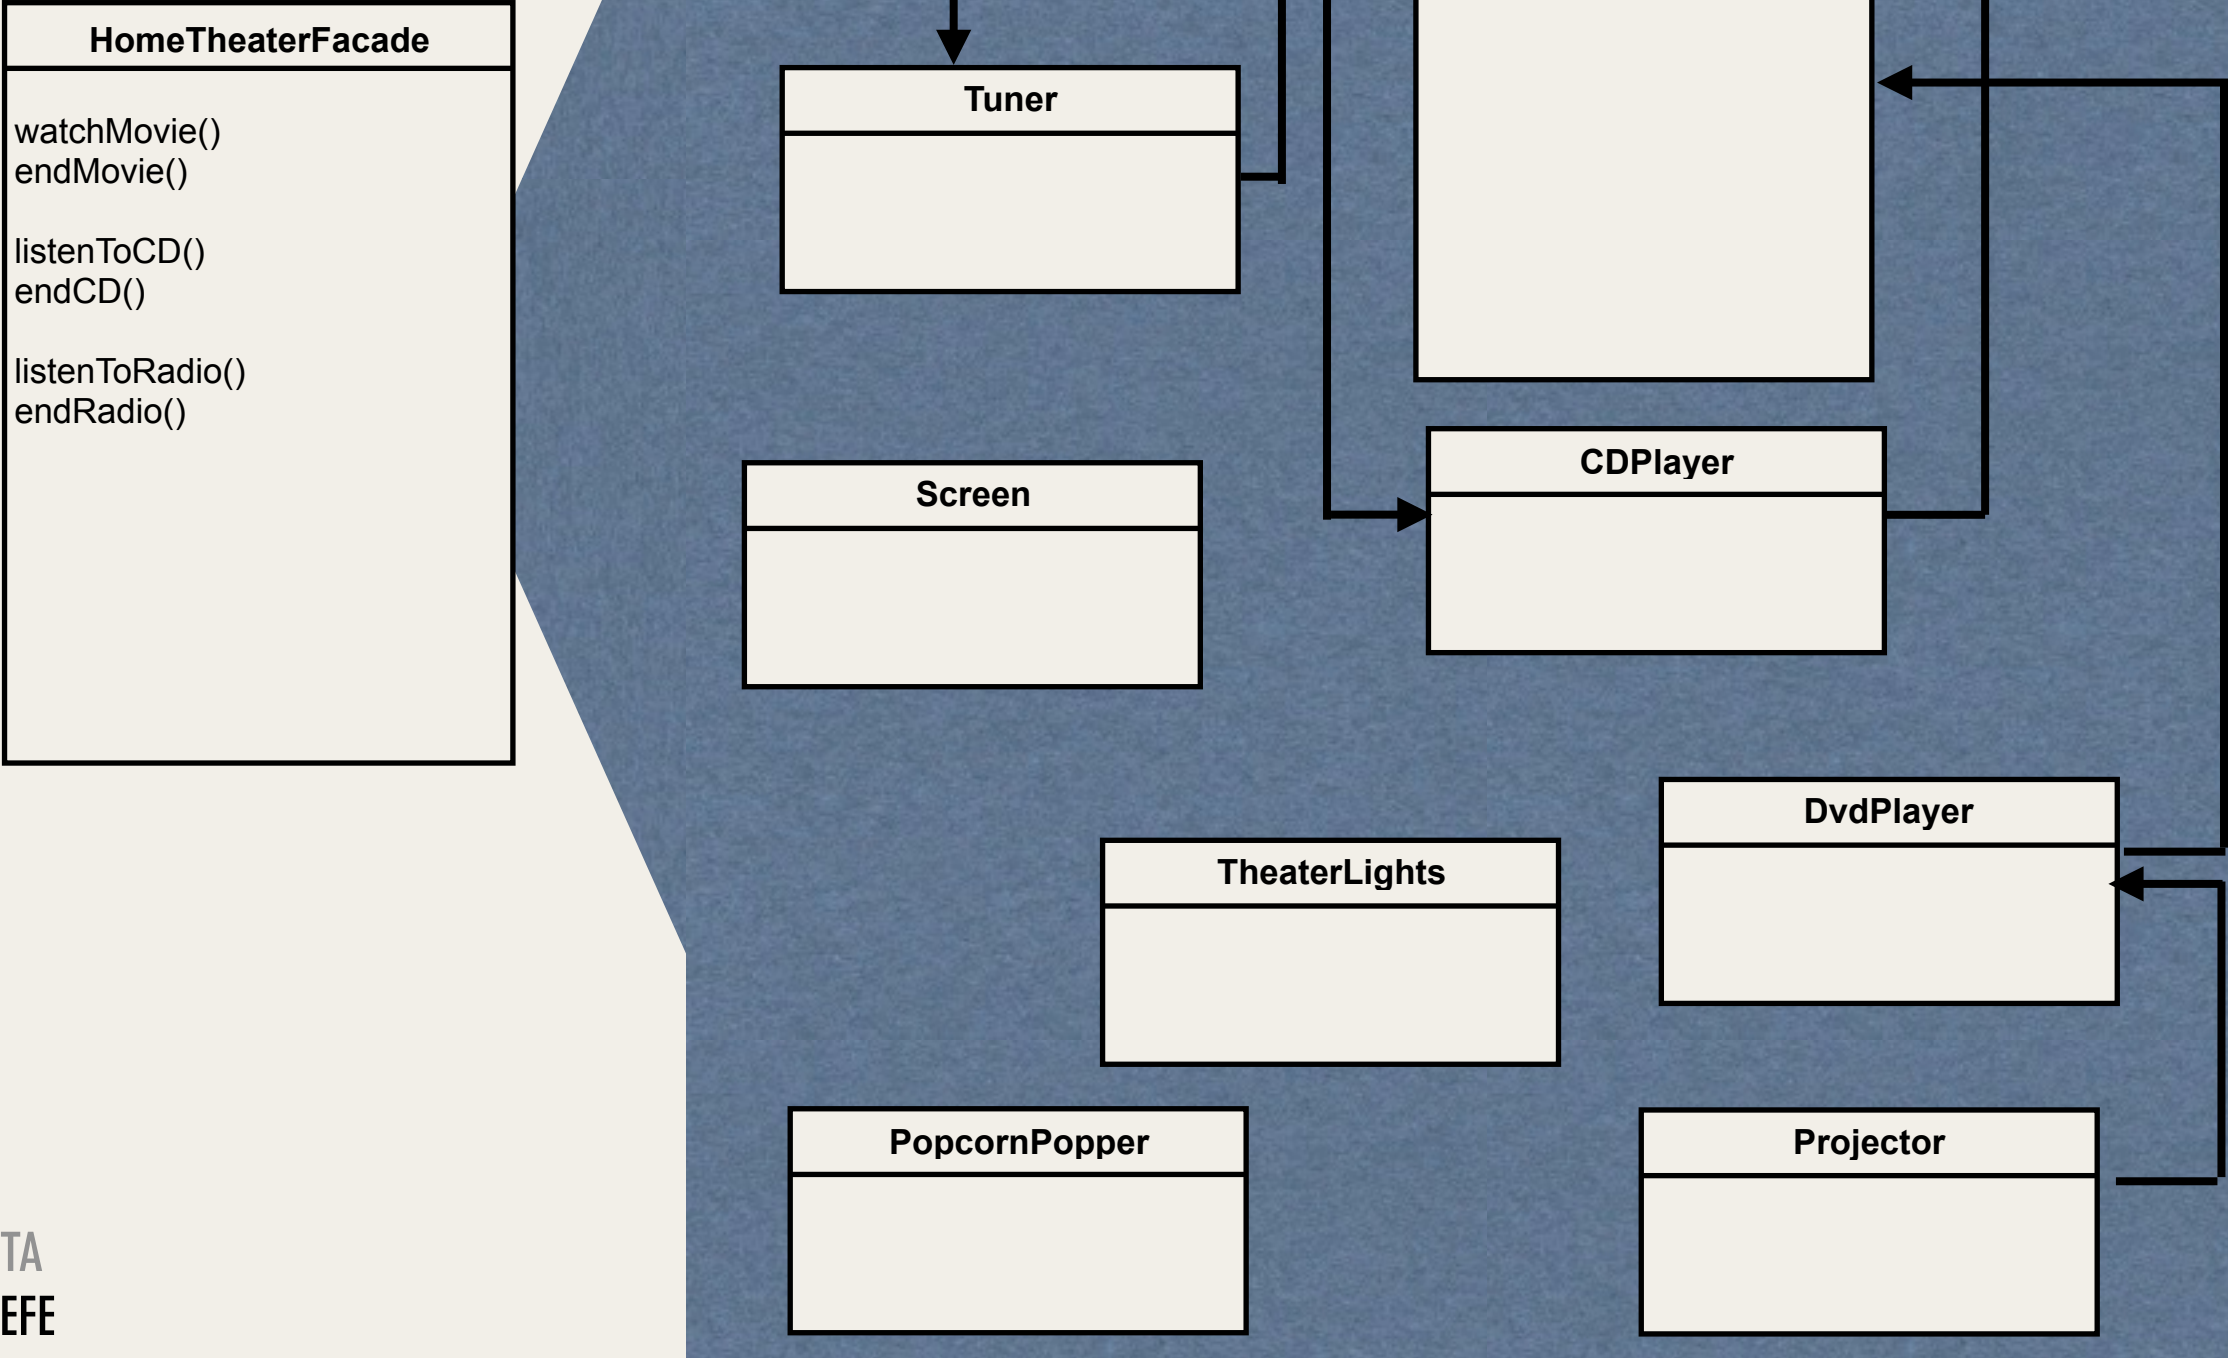 HomeTheaterFacade
watchMovie()
endMovie()
listenToCD()
endCD()
listenToRadio()
endRadio()
Tuner
Screen
CDPlayer
DvdPlayer
TheaterLights
PopcornPopper
Projector
TA
EFE